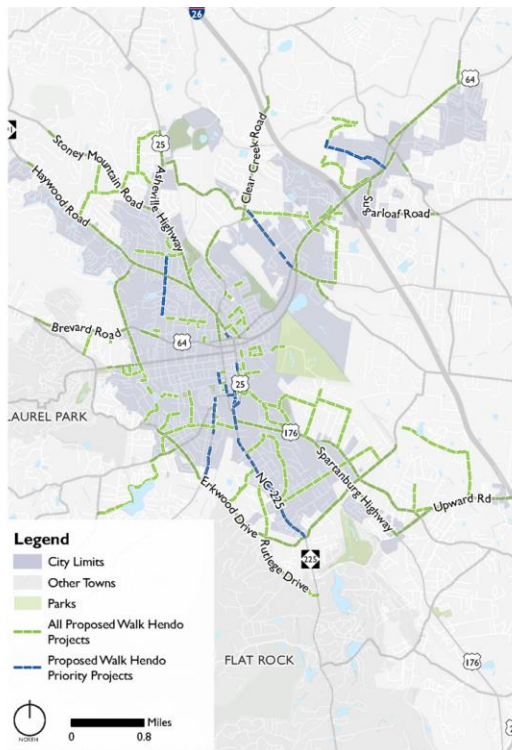 26
64
25
Stoney Mountain Road
Asheville Highway
Clear Creek Road
Haywood Road
Sugarloaf Road
Brevard Road
64
25
LAUREL PARK
176
NC-225
Spartanburg Highway
Upward Rd
Erkwood Drive
Rutlege Drive
225
FLAT ROCK
176
Legend
City Limits
Other Towns
Parks
All Proposed Walk Hendo
Projects
Proposed Walk Hendo
Priority Projects
NORTH
Miles
0
0.8